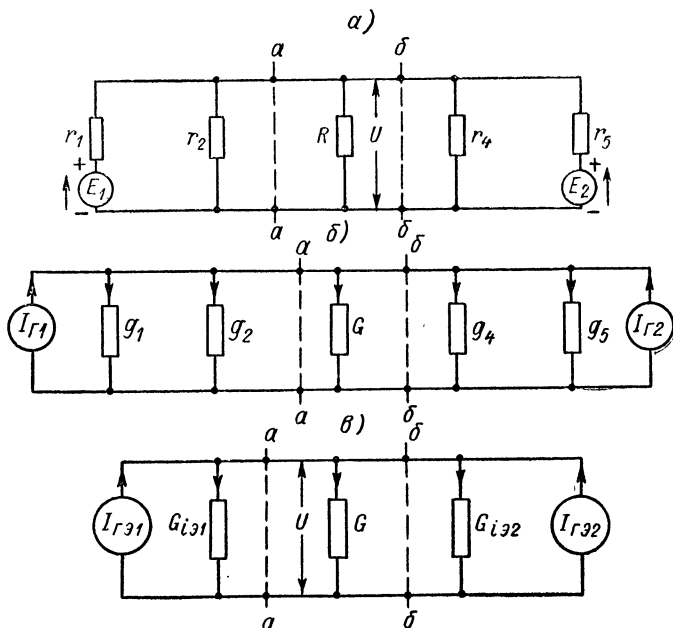 а)
а б
r1 r2 R U r4 r5
+ +
E1 E2
- -
а б) б
а б
IГ1 g1 g2 G g4 g5 IГ2
а в) б
а б
IГЭ1 GiЭ1 U G GiЭ2 IГЭ2
а б